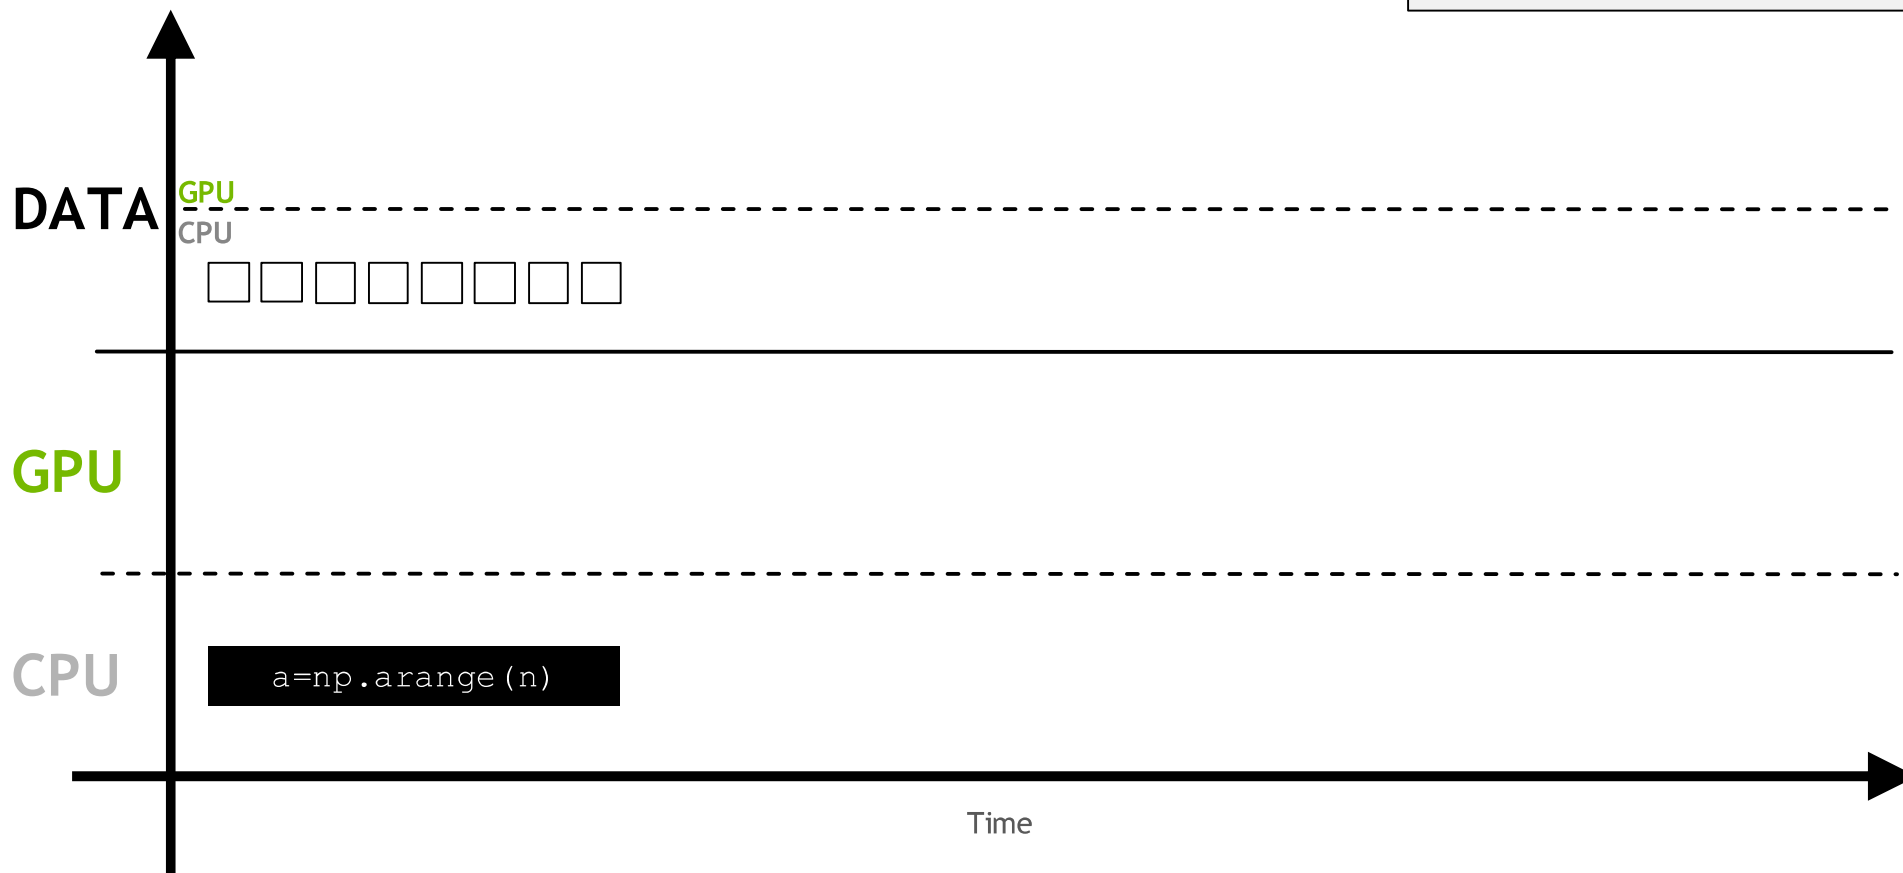 DATA
GPU
CPU
GPU
CPU
a=np.arange(n)
Time